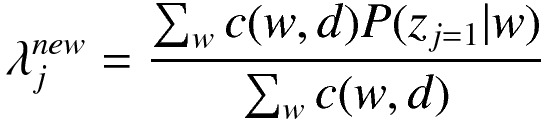 λ_j^{new} = \frac{\sum_w c(w, d)P(z_{j=1}|w)}{\sum_w c(w, d)}